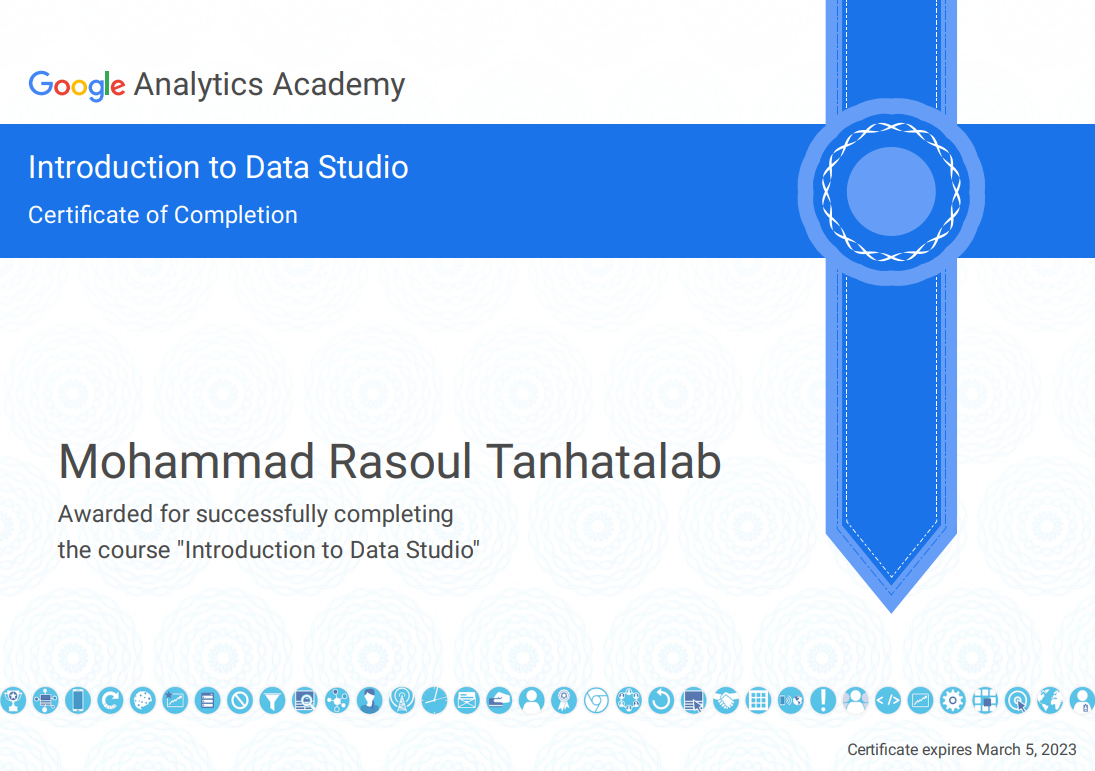 Google Analytics Academy
Introduction to Data Studio
Certificate of Completion
Mohammad Rasoul Tanhatalab
Awarded for successfully completing
the course "Introduction to Data Studio"
Certificate expires March 5, 2023